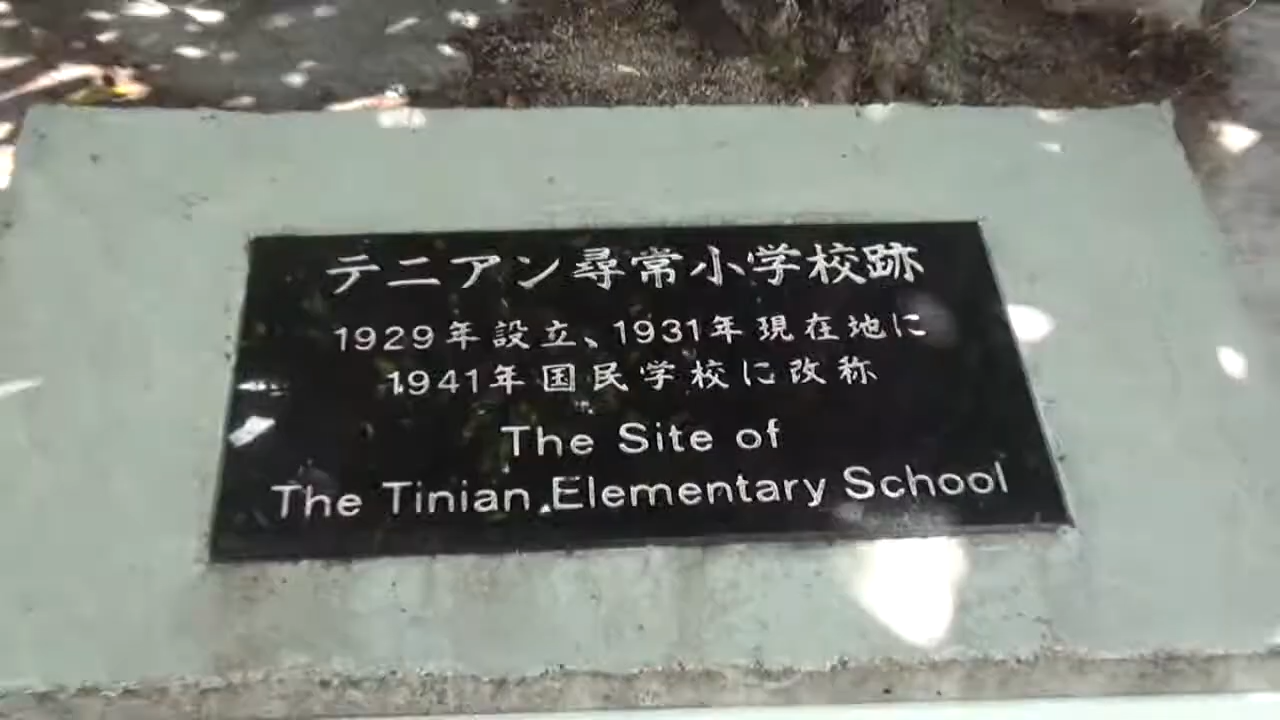 テニアン尋常小学校跡
1929年設立、1931年現在地に
1941年国民学校に改称
The Site of
The Tinian Elementary School